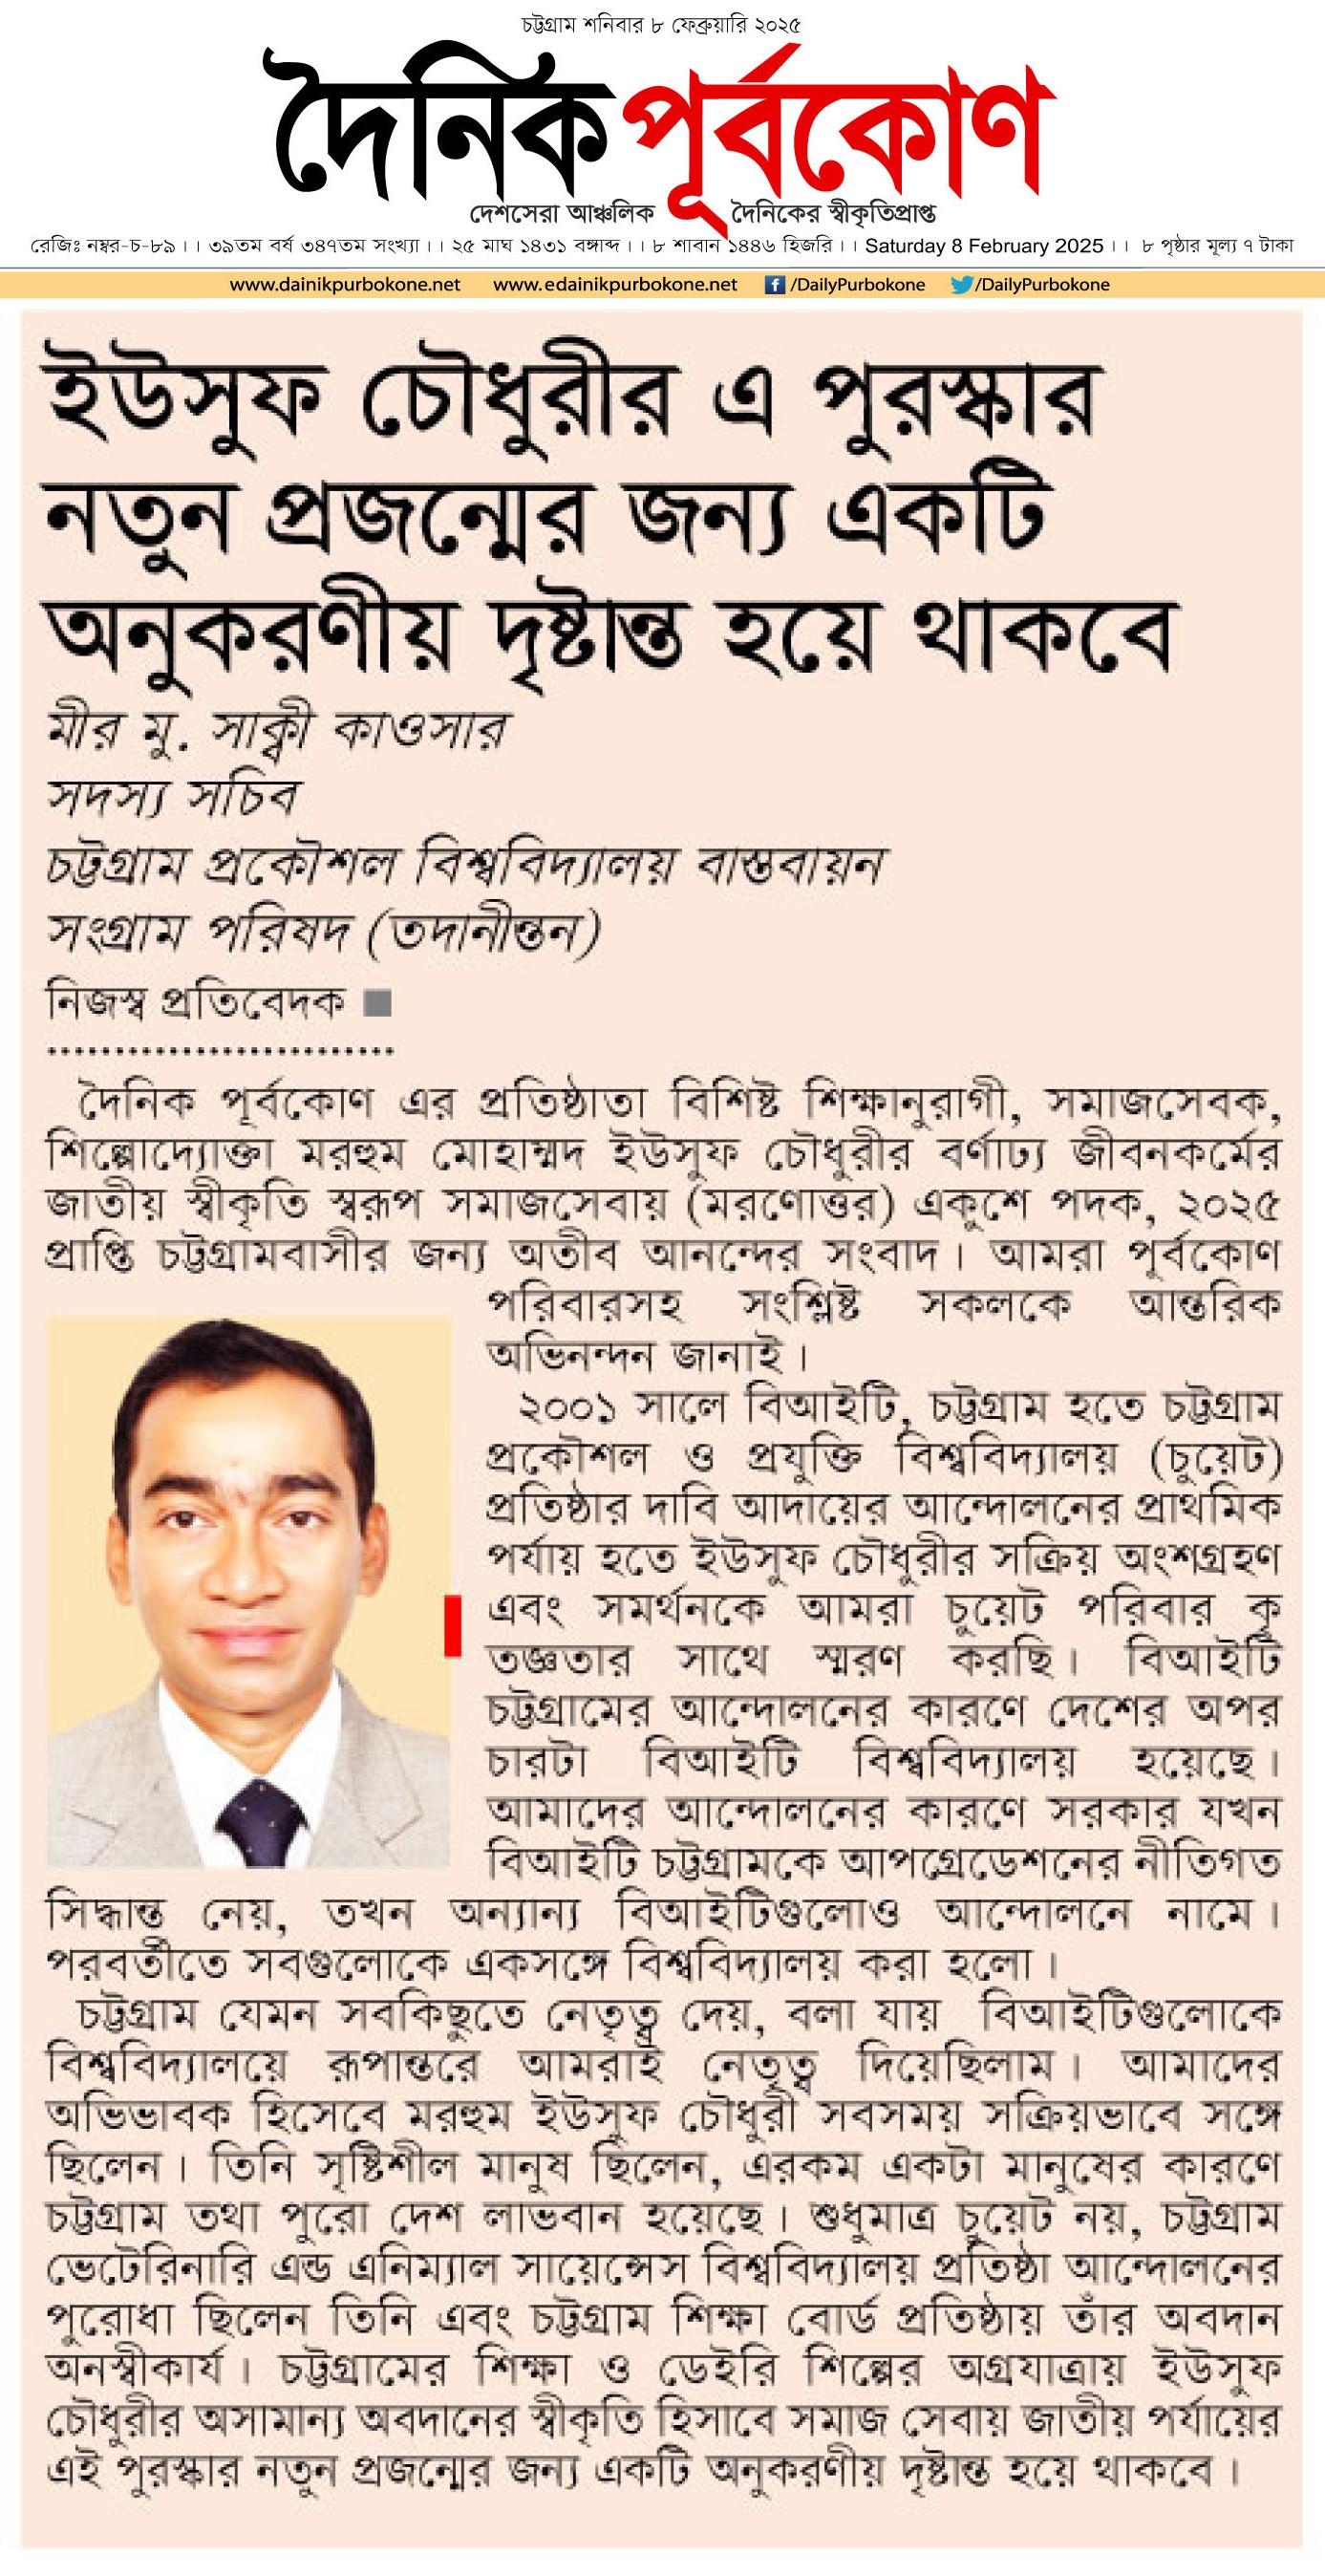 চট্টগ্রাম শনিবার ৮ ফেব্রুয়ারি ২০২৫
দৈনিক পূর্বকোণ
দেশসেরা আঞ্চলিক দৈনিকের স্বীকৃতিপ্রাপ্ত
রেজিঃ নম্বর-চ-৮৯ ।। ৩৯তম বর্ষ ৩৪৭তম সংখ্যা ।। ২৫ মাঘ ১৪৩১ বঙ্গাব্দ ।। ৮ শাবান ১৪৪৬ হিজরি ।। Saturday 8 February 2025 ।। ৮ পৃষ্ঠার মূল্য ৭ টাকা
www.dainikpurbokone.net www.edainikpurbokone.net /DailyPurbokone /DailyPurbokone
ইউসুফ চৌধুরীর এ পুরস্কার
নতুন প্রজন্মের জন্য একটি
অনুকরণীয় দৃষ্টান্ত হয়ে থাকবে
মীর মু. সাক্বী কাওসার
সদস্য সচিব
চট্টগ্রাম প্রকৌশল বিশ্ববিদ্যালয় বাস্তবায়ন
সংগ্রাম পরিষদ (তদানীন্তন)
নিজস্ব প্রতিবেদক ■
..........................
দৈনিক পূর্বকোণ এর প্রতিষ্ঠাতা বিশিষ্ট শিক্ষানুরাগী, সমাজসেবক,
শিল্পোদ্যোক্তা মরহুম মোহাম্মদ ইউসুফ চৌধুরীর বর্ণাঢ্য জীবনকর্মের
জাতীয় স্বীকৃতি স্বরূপ সমাজসেবায় (মরণোত্তর) একুশে পদক, ২০২৫
প্রাপ্তি চট্টগ্রামবাসীর জন্য অতীব আনন্দের সংবাদ। আমরা পূর্বকোণ
পরিবারসহ সংশ্লিষ্ট সকলকে আন্তরিক
অভিনন্দন জানাই।
২০০১ সালে বিআইটি, চট্টগ্রাম হতে চট্টগ্রাম
প্রকৌশল ও প্রযুক্তি বিশ্ববিদ্যালয় (চুয়েট)
প্রতিষ্ঠার দাবি আদায়ের আন্দোলনের প্রাথমিক
পর্যায় হতে ইউসুফ চৌধুরীর সক্রিয় অংশগ্রহণ
এবং সমর্থনকে আমরা চুয়েট পরিবার কৃ
তজ্ঞতার সাথে স্মরণ করছি। বিআইটি
চট্টগ্রামের আন্দোলনের কারণে দেশের অপর
চারটা বিআইটি বিশ্ববিদ্যালয় হয়েছে।
আমাদের আন্দোলনের কারণে সরকার যখন
বিআইটি চট্টগ্রামকে আপগ্রেডেশনের নীতিগত
সিদ্ধান্ত নেয়, তখন অন্যান্য বিআইটিগুলোও আন্দোলনে নামে।
পরবর্তীতে সবগুলোকে একসঙ্গে বিশ্ববিদ্যালয় করা হলো।
চট্টগ্রাম যেমন সবকিছুতে নেতৃত্ব দেয়, বলা যায় বিআইটিগুলোকে
বিশ্ববিদ্যালয়ে রূপান্তরে আমরাই নেতৃত্ব দিয়েছিলাম। আমাদের
অভিভাবক হিসেবে মরহুম ইউসুফ চৌধুরী সবসময় সক্রিয়ভাবে সঙ্গে
ছিলেন। তিনি সৃষ্টিশীল মানুষ ছিলেন, এরকম একটা মানুষের কারণে
চট্টগ্রাম তথা পুরো দেশ লাভবান হয়েছে। শুধুমাত্র চুয়েট নয়, চট্টগ্রাম
ভেটেরিনারি এন্ড এনিম্যাল সায়েন্সেস বিশ্ববিদ্যালয় প্রতিষ্ঠা আন্দোলনের
পুরোধা ছিলেন তিনি এবং চট্টগ্রাম শিক্ষা বোর্ড প্রতিষ্ঠায় তাঁর অবদান
অনস্বীকার্য। চট্টগ্রামের শিক্ষা ও ডেইরি শিল্পের অগ্রযাত্রায় ইউসুফ
চৌধুরীর অসামান্য অবদানের স্বীকৃতি হিসাবে সমাজ সেবায় জাতীয় পর্যায়ের
এই পুরস্কার নতুন প্রজন্মের জন্য একটি অনুকরণীয় দৃষ্টান্ত হয়ে থাকবে।